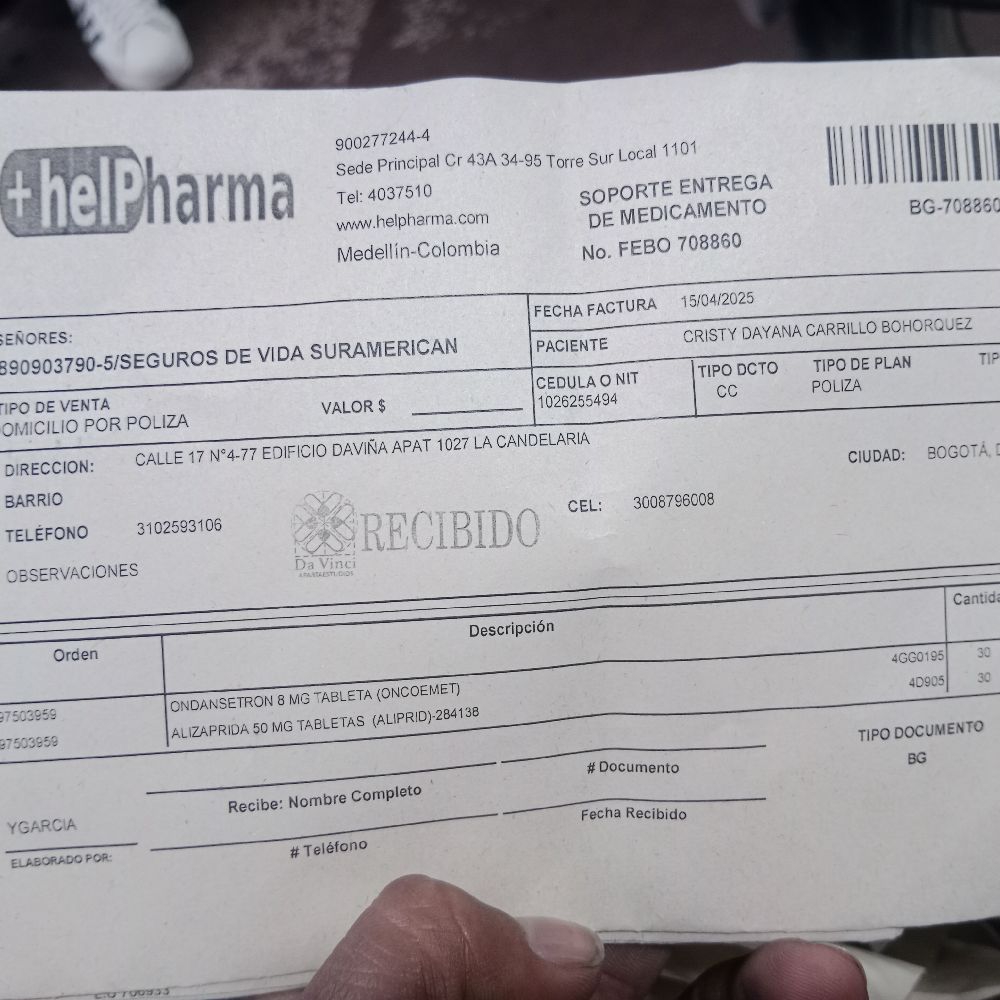 +helPharma
900277244-4
Sede Principal Cr 43A 34-95 Torre Sur Local 1101
Tel: 4037510
www.helpharma.com
Medellín-Colombia
SOPORTE ENTREGA
DE MEDICAMENTO
No. FEBO 708860
BG-708860
SEÑORES:
890903790-5/SEGUROS DE VIDA SURAMERICAN
FECHA FACTURA 15/04/2025
PACIENTE CRISTY DAYANA CARRILLO BOHORQUEZ
TIPO DE VENTA
DOMICILIO POR POLIZA
VALOR $
CEDULA O NIT
1026255494
TIPO DCTO
CC
TIPO DE PLAN
POLIZA
TIP
DIRECCION: CALLE 17 N°4-77 EDIFICIO DAVIÑA APAT 1027 LA CANDELARIA
CIUDAD: BOGOTÁ, D
BARRIO
TELÉFONO 3102593106
CEL: 3008796008
RECIBIDO
Da Vinci
APARTAESTUDIOS
OBSERVACIONES
Orden Descripción Cantida
97503959 ONDANSETRON 8 MG TABLETA (ONCOEMET) 4GG0195 30
97503959 ALIZAPRIDA 50 MG TABLETAS (ALIPRID)-284138 4D905 30
TIPO DOCUMENTO
BG
Recibe: Nombre Completo
# Documento
YGARCIA
ELABORADO POR:
# Teléfono
Fecha Recibido